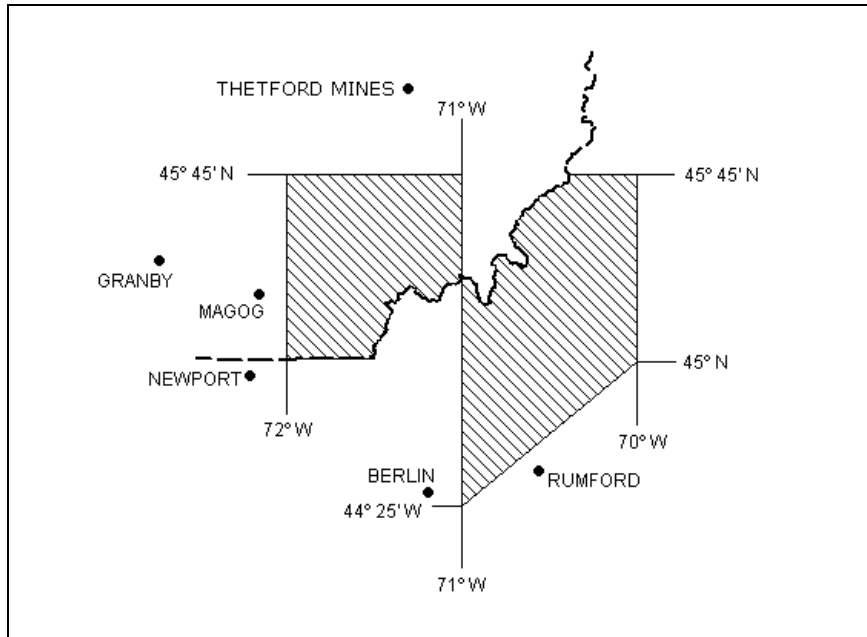 THETFORD MINES
71° W
45° 45' N
45° 45' N
GRANBY
MAGOG
NEWPORT
45° N
72° W
70° W
BERLIN
RUMFORD
44° 25' W
71° W